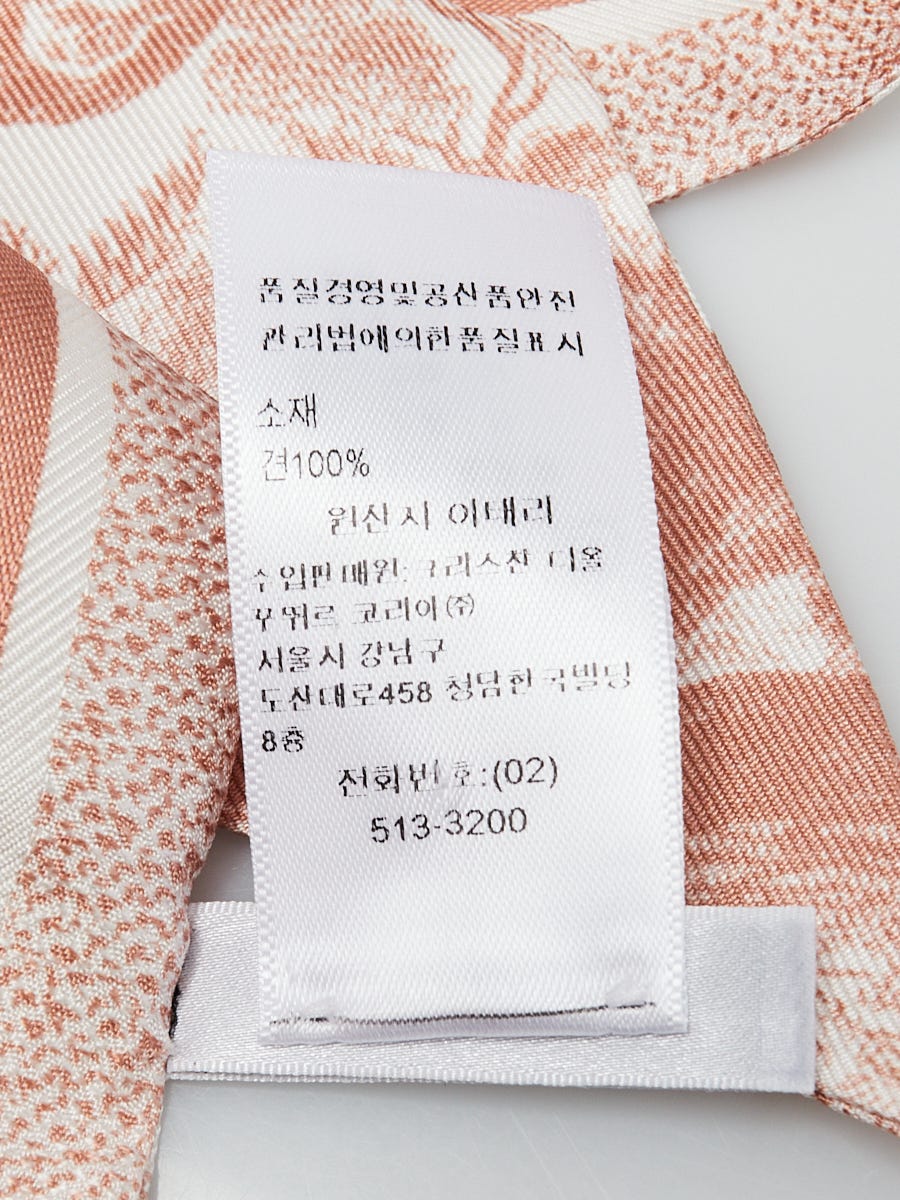 품질경영및공산품안전
관리법에의한품질표시
소재
견100%
원산지 이태리
수입판매원: 크리스찬 디올
꾸뛰르 코리아㈜
서울시 강남구
도산대로458 청담한국빌딩
8층
전화번호:(02)
513-3200